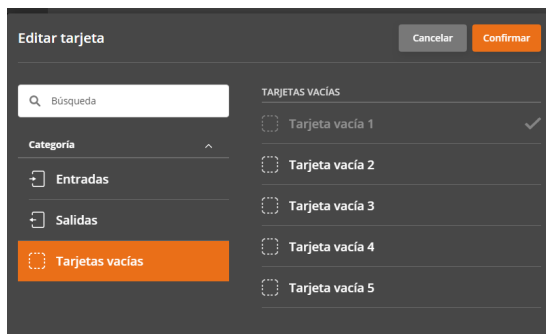 Editar tarjeta
Cancelar
Confirmar
Búsqueda
Categoría
Entradas
Salidas
Tarjetas vacías
TARJETAS VACÍAS
Tarjeta vacía 1
Tarjeta vacía 2
Tarjeta vacía 3
Tarjeta vacía 4
Tarjeta vacía 5